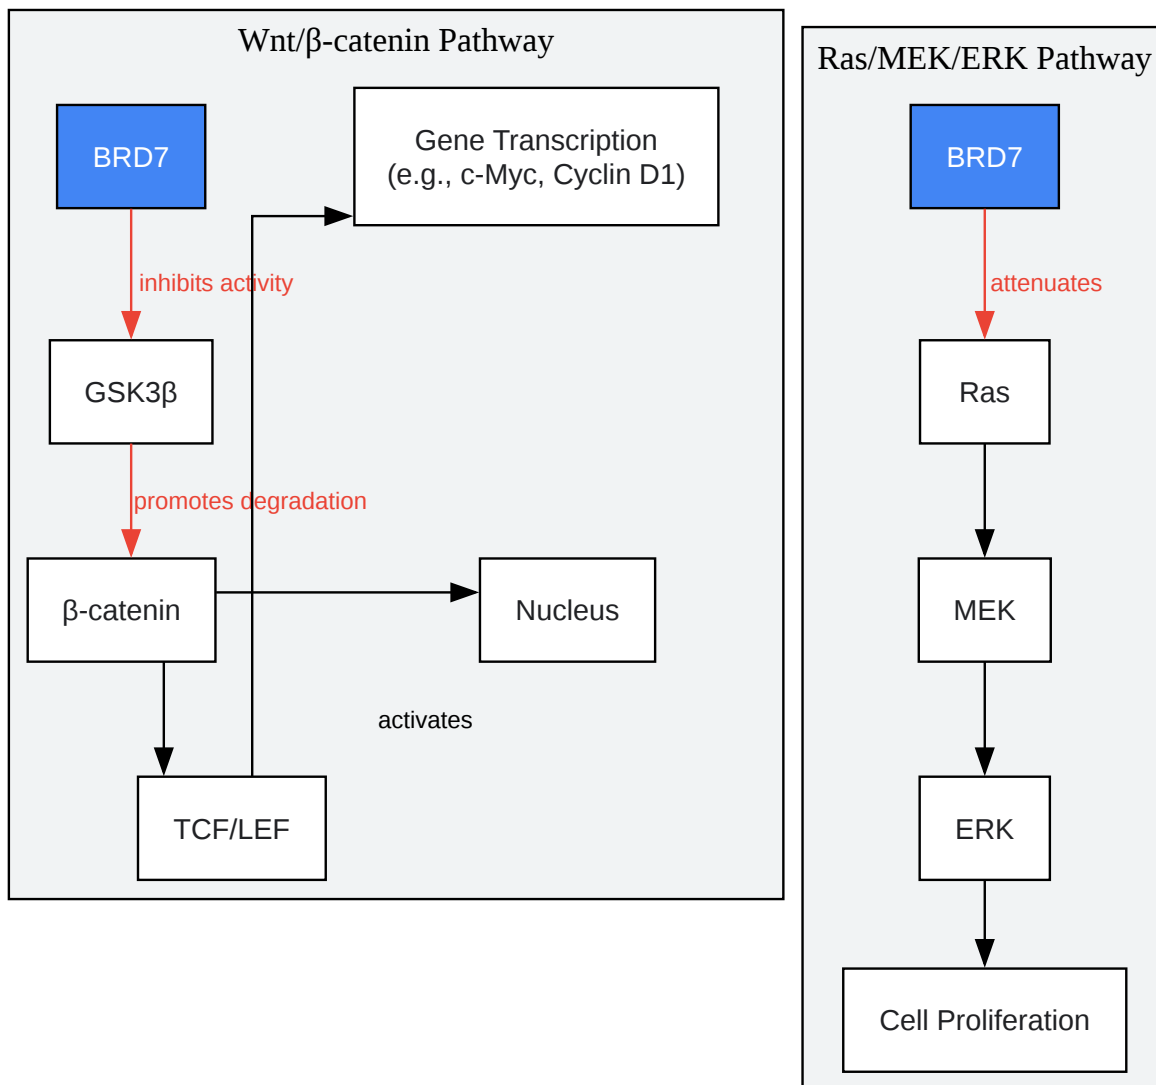 Wnt/β-catenin Pathway
BRD7
Gene Transcription
(e.g., c-Myc, Cyclin D1)
inhibits activity
GSK3β
promotes degradation
β-catenin
Nucleus
activates
TCF/LEF
Ras/MEK/ERK Pathway
BRD7
attenuates
Ras
MEK
ERK
Cell Proliferation